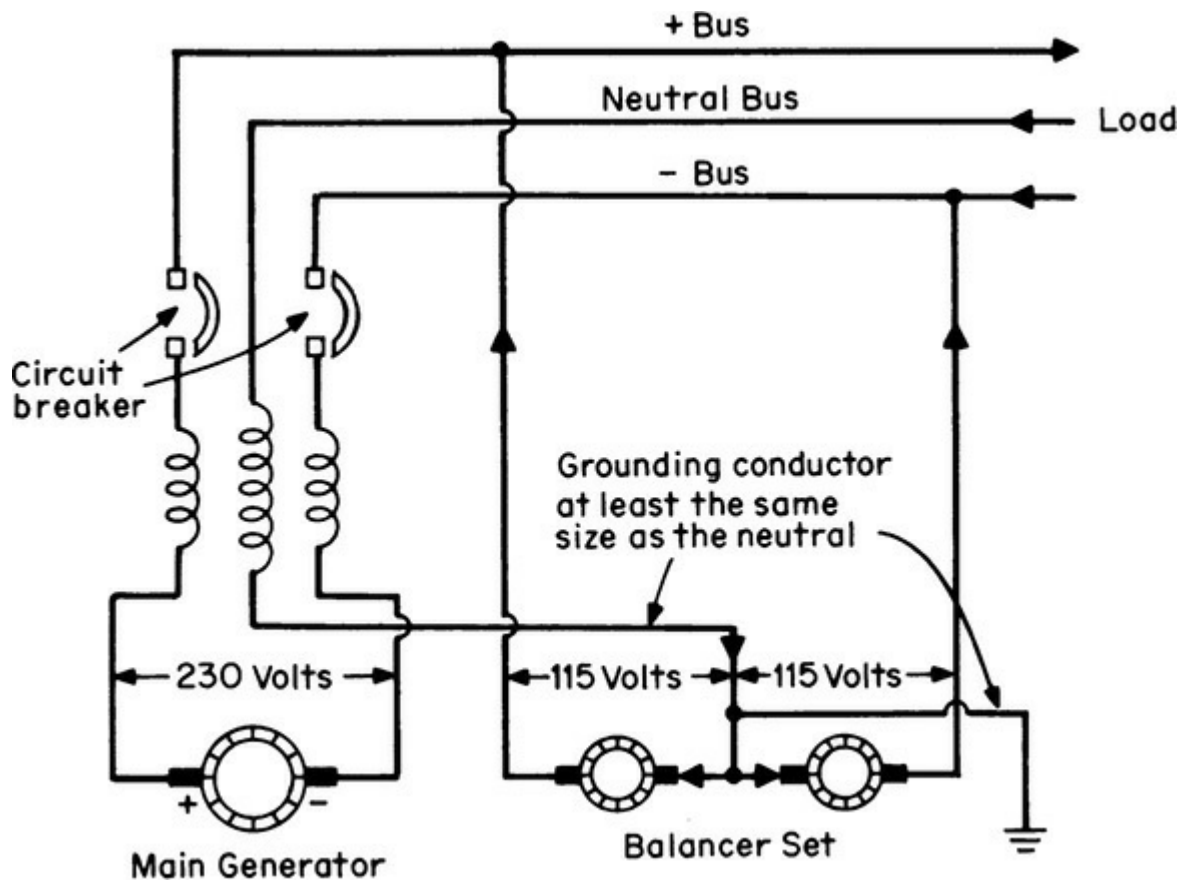 + Bus
Neutral Bus
Load
- Bus
Circuit
breaker
Grounding conductor
at least the same
size as the neutral
230 Volts
115 Volts
115 Volts
+
-
Main Generator
Balancer Set